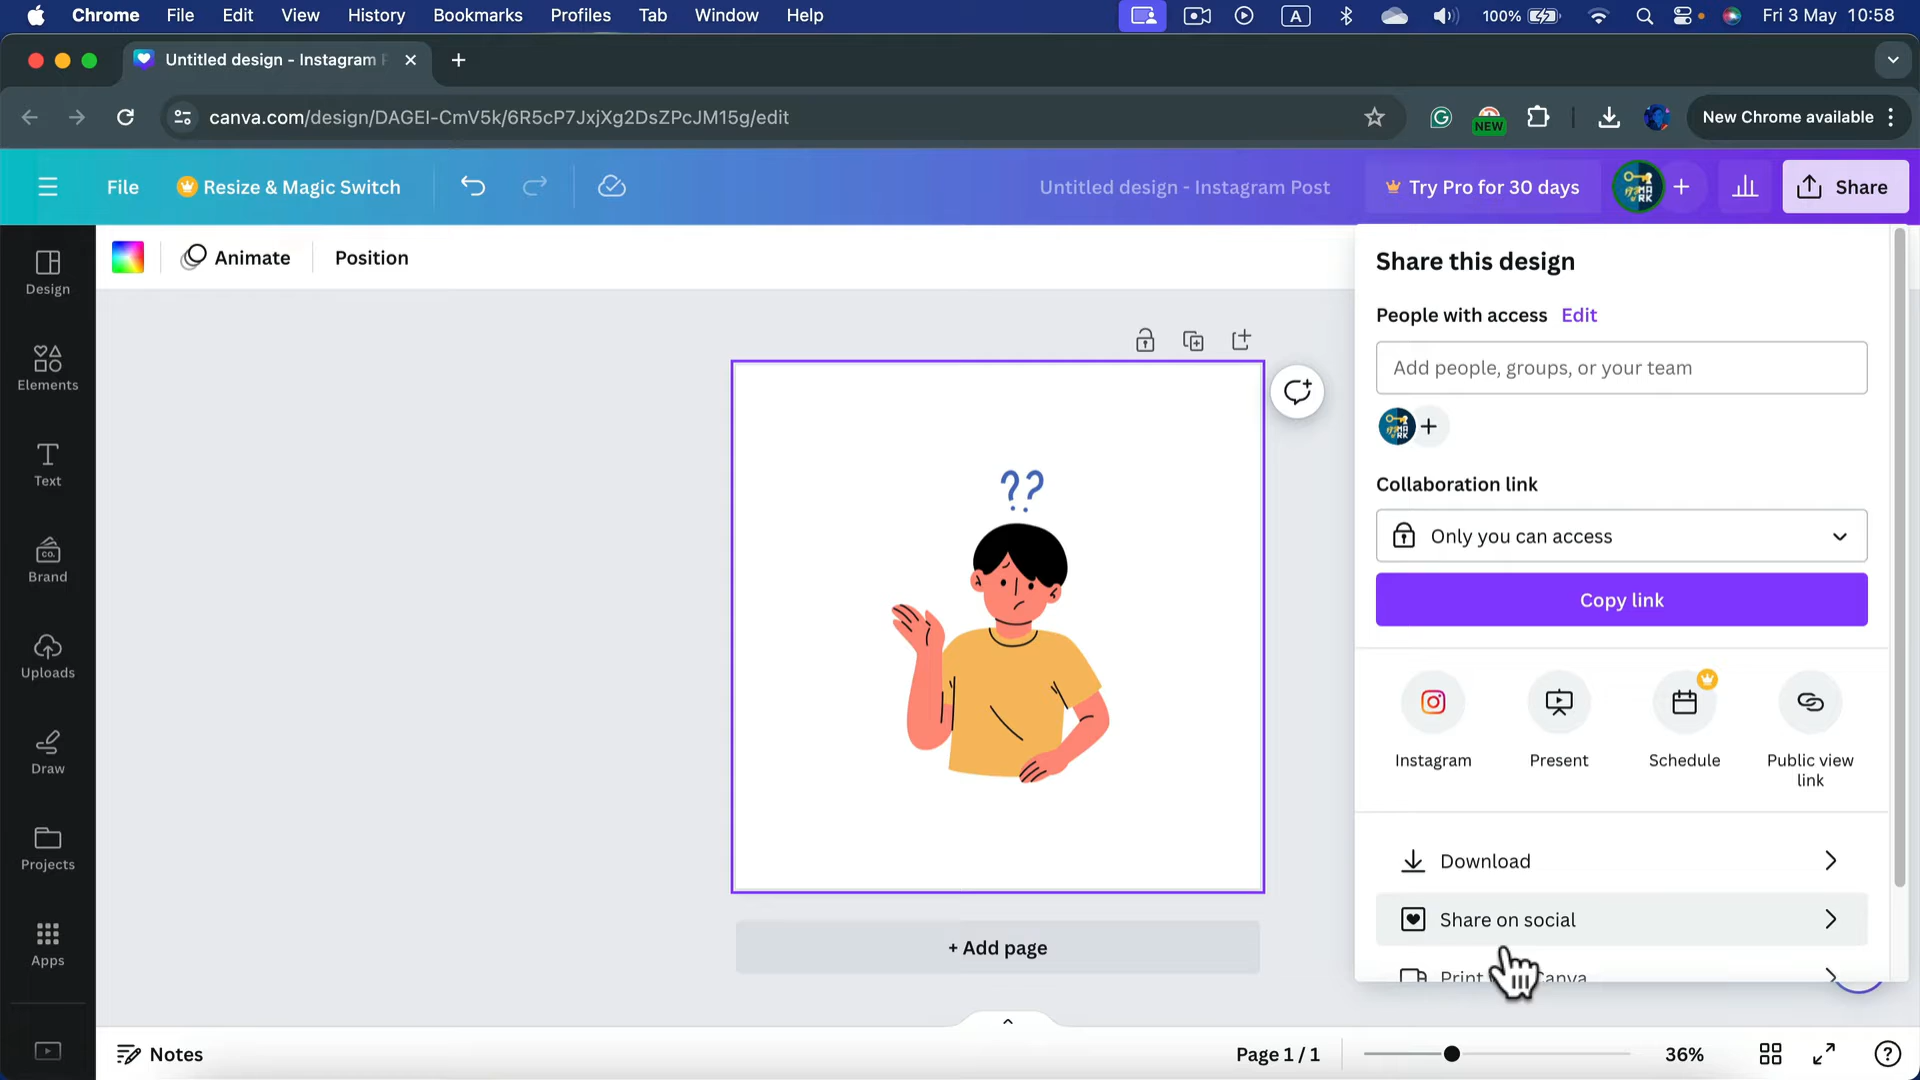 Chrome File Edit View History Bookmarks Profiles Tab Window Help A 100% Fri 3 May 10:58
Untitled design - Instagram P
canva.com/design/DAGEI-CmV5k/6R5cP7JxjXg2DsZPcJM15g/edit NEW New Chrome available
File Resize & Magic Switch Untitled design - Instagram Post Try Pro for 30 days Share
Design
Elements
Text
CO.
Brand
Uploads
Draw
Projects
Apps
Animate Position
??
+ Add page
Share this design
People with access Edit
Add people, groups, or your team
Collaboration link
Only you can access
Copy link
Instagram Present Schedule Public view
link
Download
Share on social
Print Canva
Notes Page 1 / 1 36%